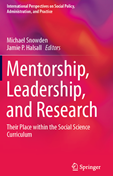 International Perspectives on Social Policy,
Administration, and Practice
Michael Snowden
Jamie P. Halsall Editors
Mentorship,
Leadership,
and Research
Their Place within the Social Science
Curriculum
Springer